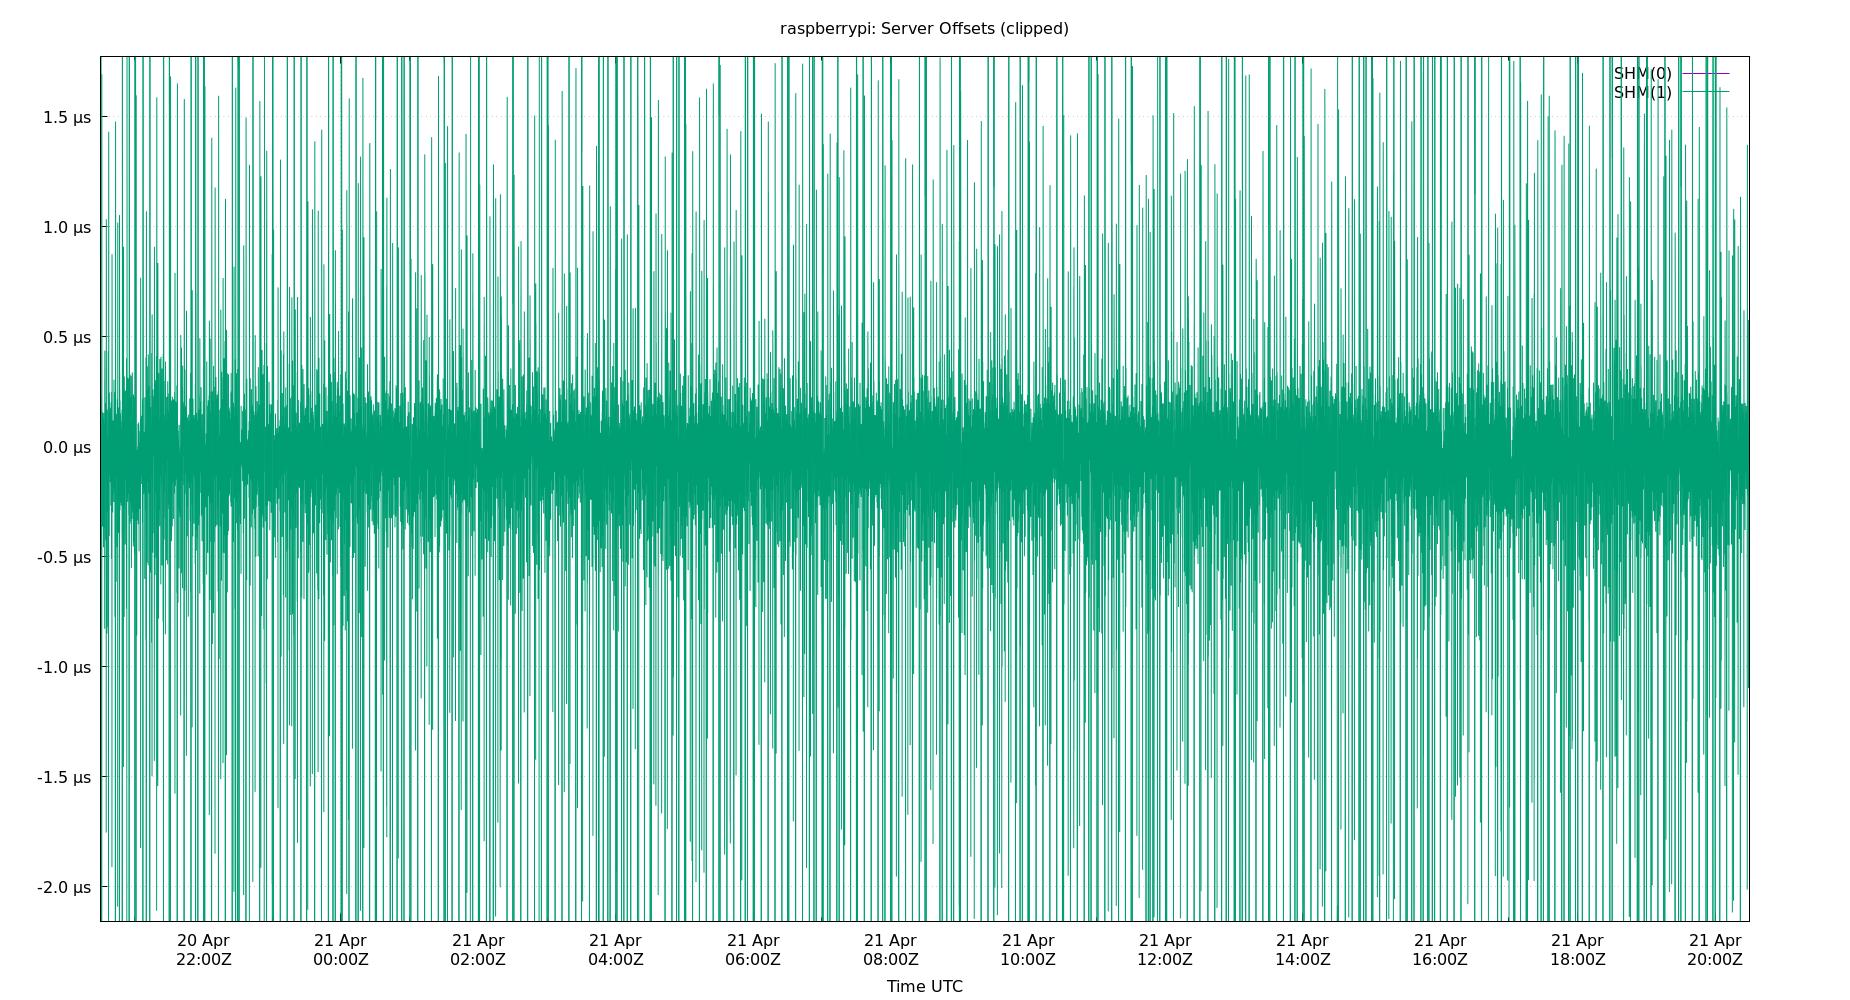 raspberrypi: Server Offsets (clipped)
SHM(0)
SHM(1)
1.5 µs
1.0 µs
0.5 µs
0.0 µs
-0.5 µs
-1.0 µs
-1.5 µs
-2.0 µs
20 Apr 21 Apr 21 Apr 21 Apr 21 Apr 21 Apr 21 Apr 21 Apr 21 Apr 21 Apr 21 Apr 21 Apr
22:00Z 00:00Z 02:00Z 04:00Z 06:00Z 08:00Z 10:00Z 12:00Z 14:00Z 16:00Z 18:00Z 20:00Z
Time UTC